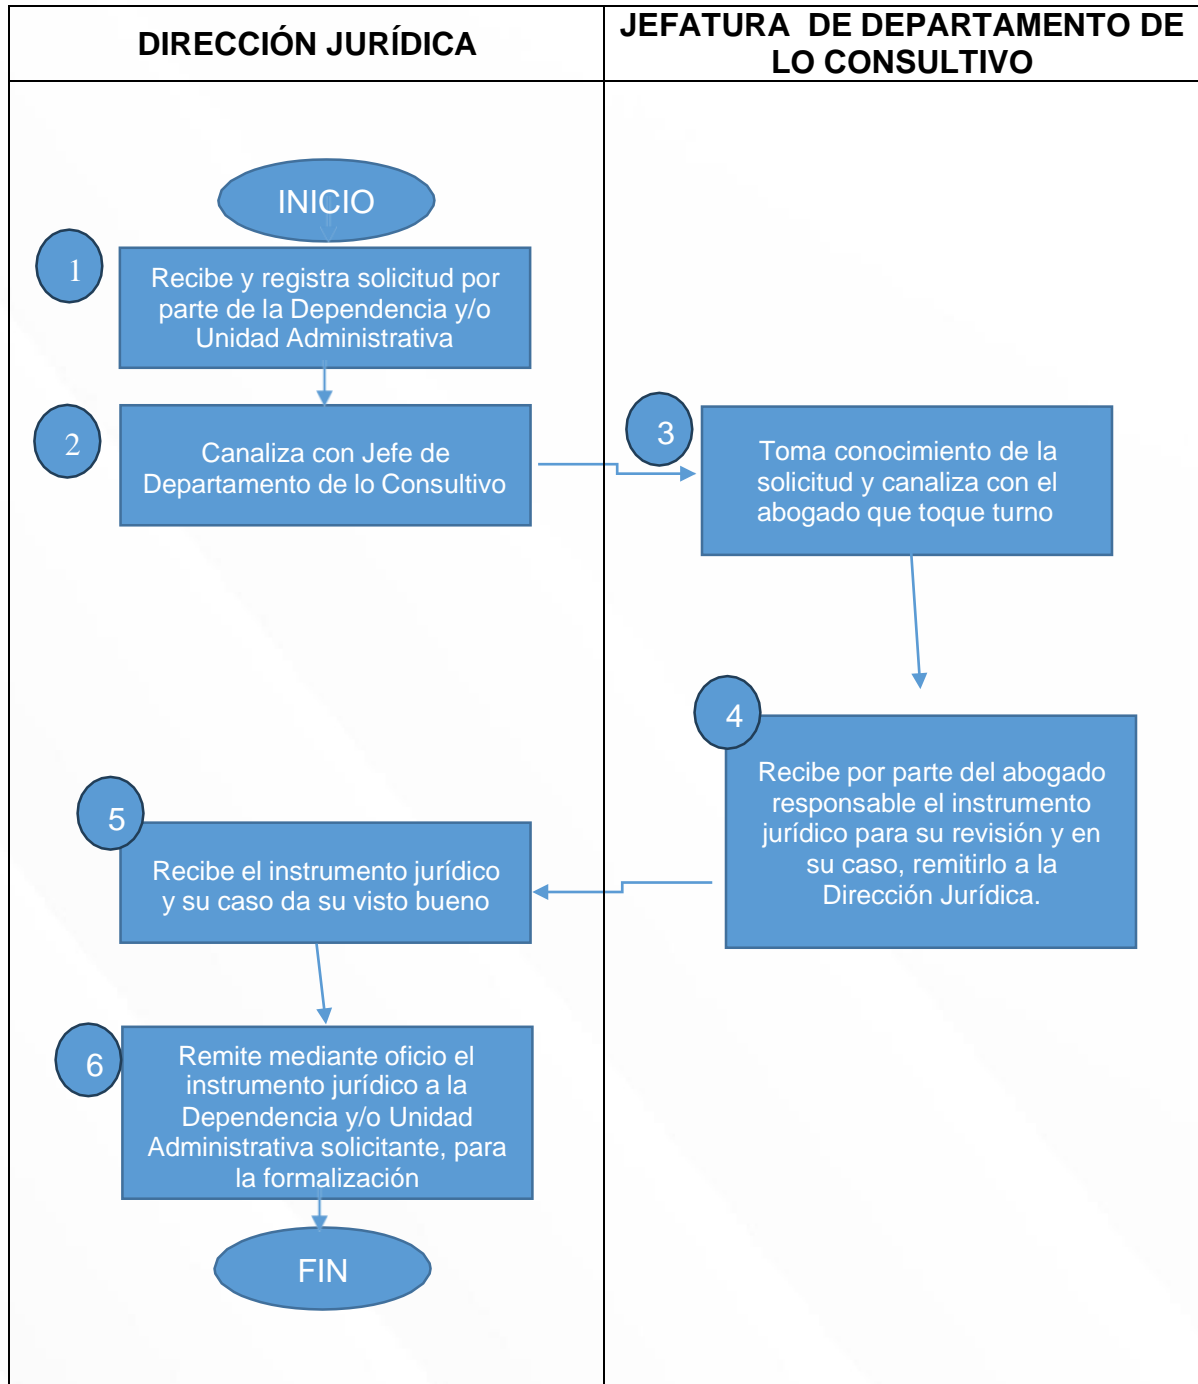 DIRECCIÓN JURÍDICA
JEFATURA DE DEPARTAMENTO DE
LO CONSULTIVO
INICIO
1
Recibe y registra solicitud por
parte de la Dependencia y/o
Unidad Administrativa
2
Canaliza con Jefe de
Departamento de lo Consultivo
3
Toma conocimiento de la
solicitud y canaliza con el
abogado que toque turno
4
Recibe por parte del abogado
responsable el instrumento
jurídico para su revisión y en
su caso, remitirlo a la
Dirección Jurídica.
5
Recibe el instrumento jurídico
y su caso da su visto bueno
6
Remite mediante oficio el
instrumento jurídico a la
Dependencia y/o Unidad
Administrativa solicitante, para
la formalización
FIN